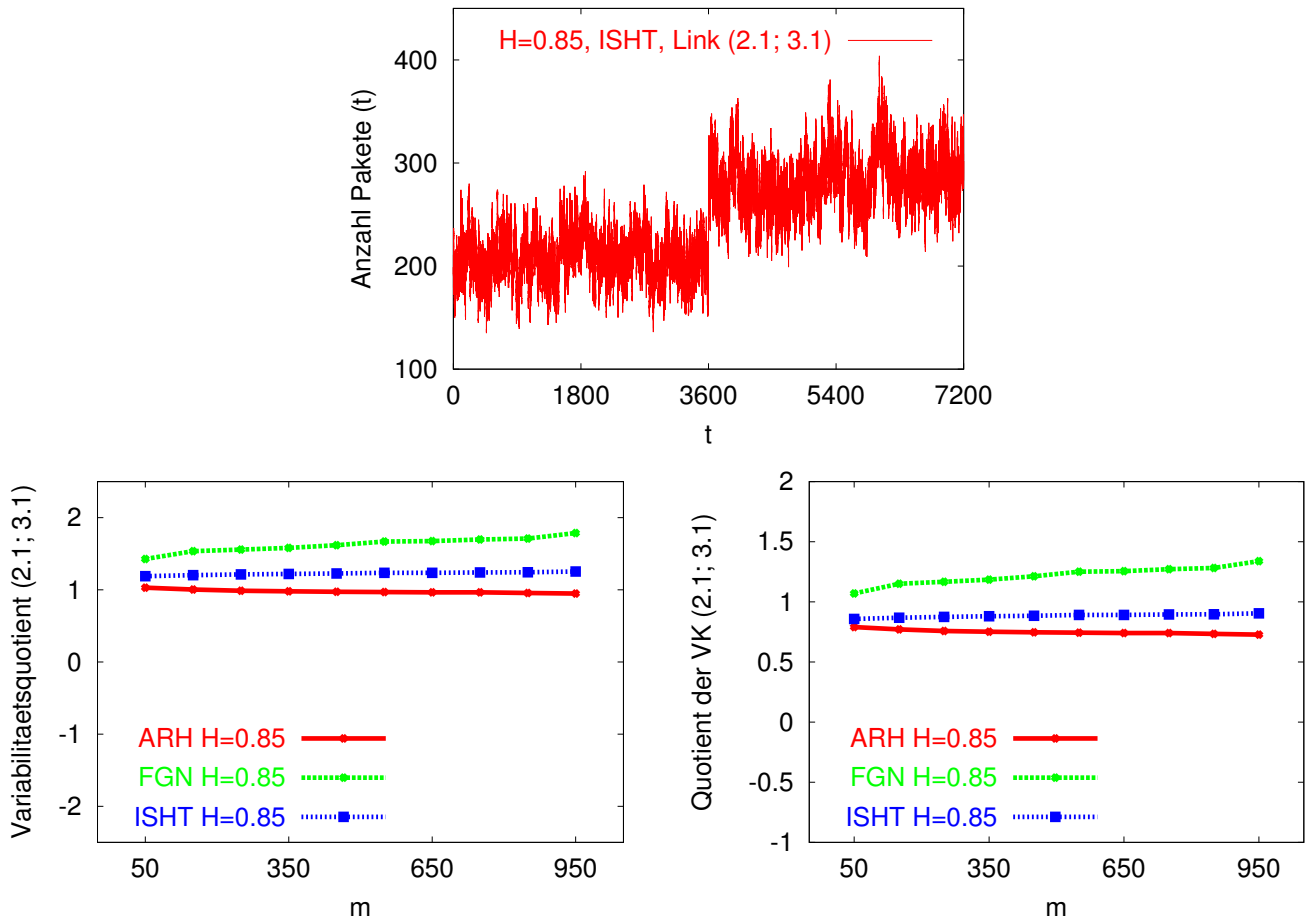 H=0.85, ISHT, Link (2.1; 3.1)
Anzahl Pakete (t)
400
300
200
100
0 1800 3600 5400 7200
t
Variabilitaetsquotient (2.1; 3.1)
2
1
0
-1
-2
ARH H=0.85
FGN H=0.85
ISHT H=0.85
50 350 650 950
m
Quotient der VK (2.1; 3.1)
2
1.5
1
0.5
0
-0.5
-1
ARH H=0.85
FGN H=0.85
ISHT H=0.85
50 350 650 950
m